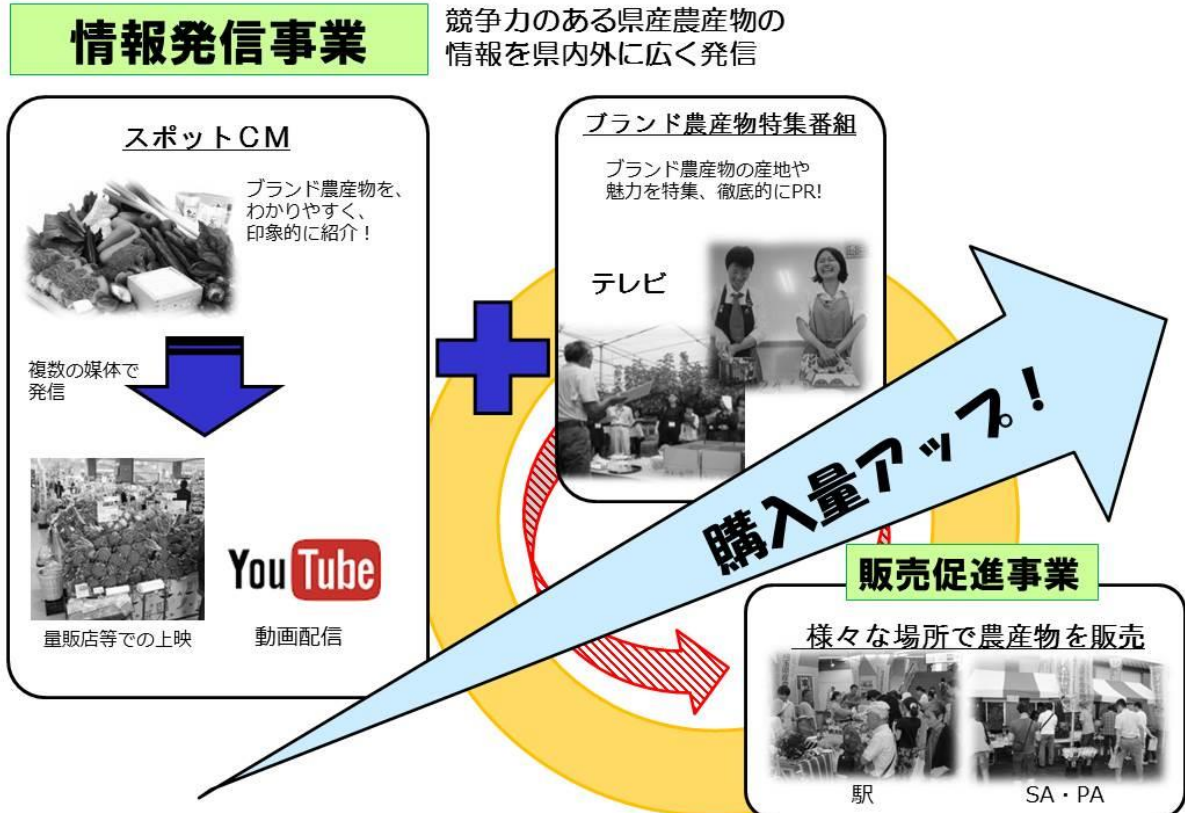 情報発信事業
競争力のある県産農産物の
情報を県内外に広く発信
スポットCM
ブランド農産物を、
わかりやすく、
印象的に紹介！
複数の媒体で
発信
量販店等での上映
YouTube
動画配信
ブランド農産物特集番組
ブランド農産物の産地や
魅力を特集、徹底的にPR!
テレビ
購入量アップ！
販売促進事業
様々な場所で農産物を販売
駅
SA・PA